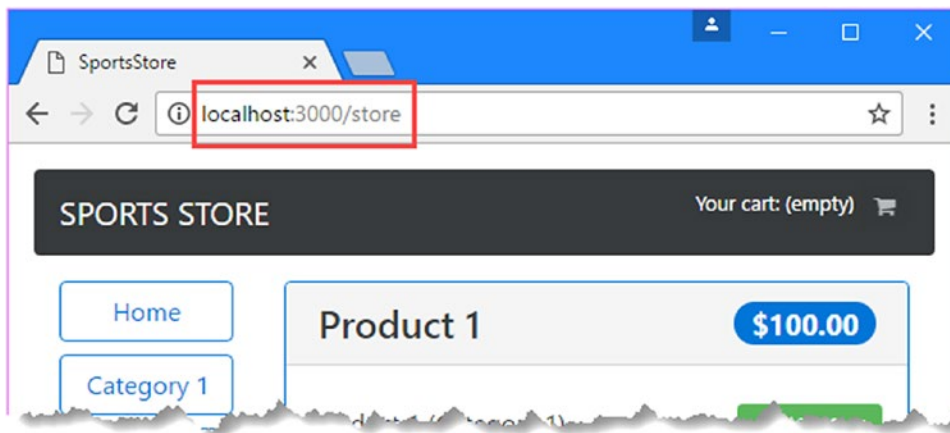 SportsStore
localhost:3000/store
SPORTS STORE
Your cart: (empty)
Home
Product 1
$100.00
Category 1